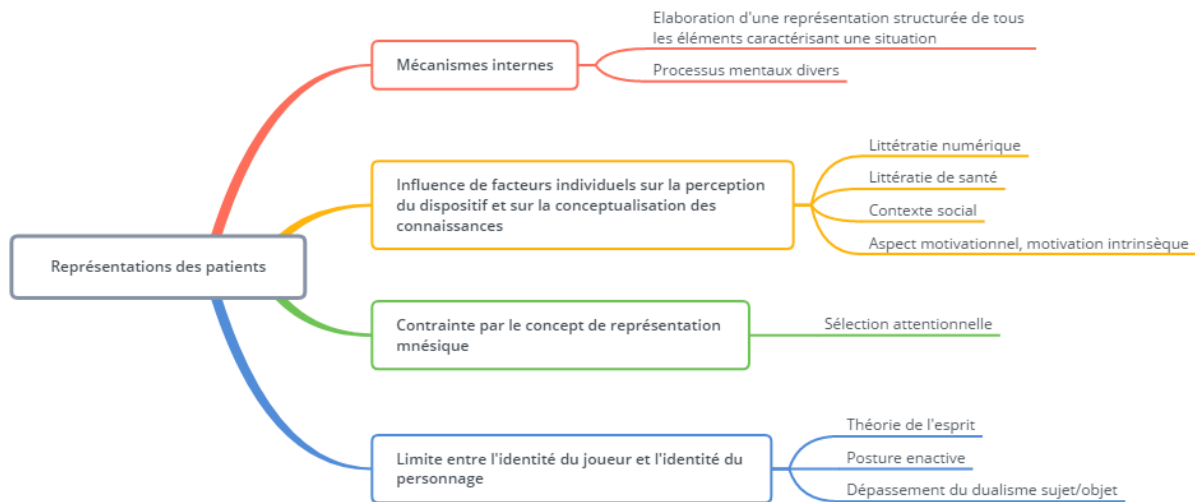 Elaboration d'une représentation structurée de tous
les éléments caractérisant une situation
Mécanismes internes
Processus mentaux divers
Littétratie numérique
Influence de facteurs individuels sur la perception
du dispositif et sur la conceptualisation des
connaissances
Littératie de santé
Contexte social
Aspect motivationnel, motivation intrinsèque
Représentations des patients
Contrainte par le concept de représentation
mnésique
Sélection attentionnelle
Limite entre l'identité du joueur et l'identité du
personnage
Théorie de l'esprit
Posture enactive
Dépassement du dualisme sujet/objet